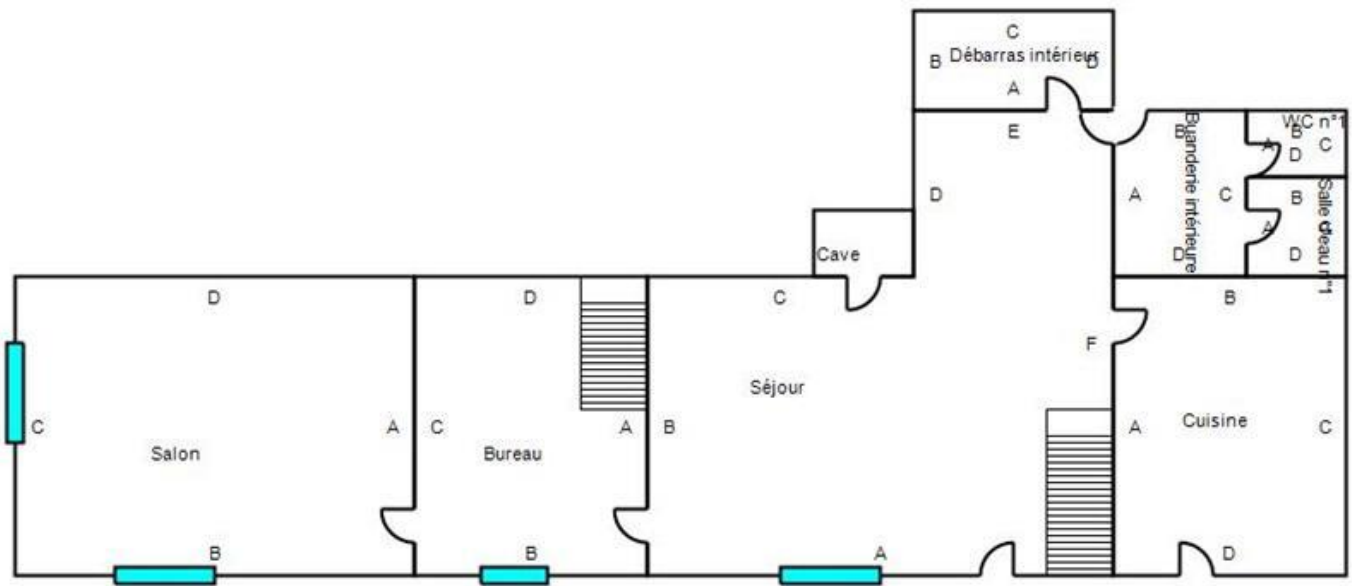 C
B Débarras intérieur D
A
E
B
WC n°1
B
A
C
D
D
A
Buanderie intérieure
C
B
Salle d'eau n°1
A
C
D
D
Cave
D
D
C
B
F
Séjour
C
A
C
A
B
A
Cuisine
C
Salon
Bureau
B
B
A
D